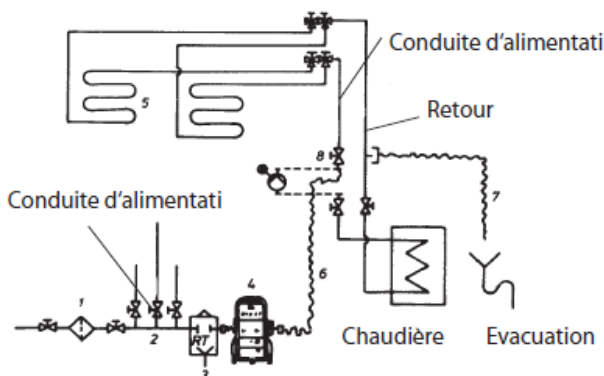 Conduite d'alimentati
Retour
5
8
Conduite d'alimentati
7
4
6
1
2
RT
3
Chaudière
Evacuation